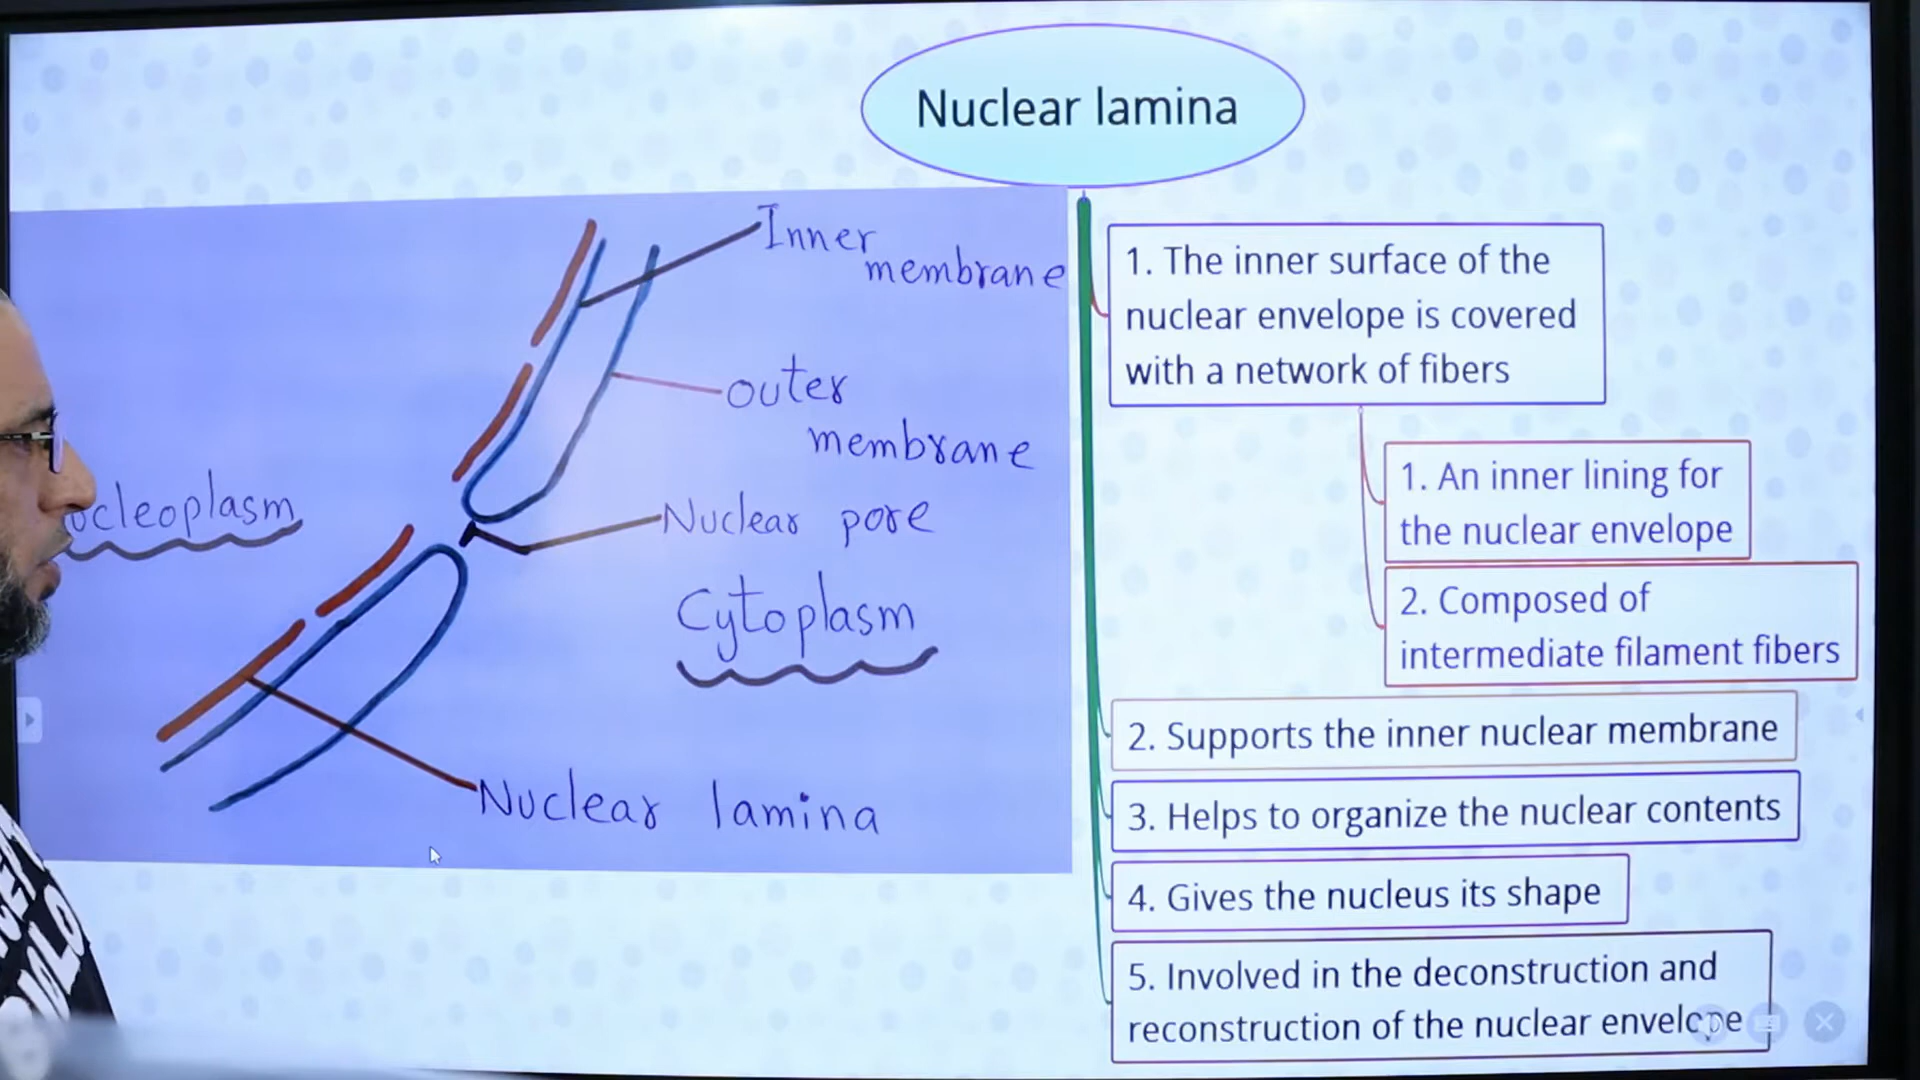 Nuclear lamina
Inner
membrane
outer
membrane
Nuclear pore
Cytoplasm
Nuclear lamina
1. The inner surface of the
nuclear envelope is covered
with a network of fibers
1. An inner lining for
the nuclear envelope
2. Composed of
intermediate filament fibers
2. Supports the inner nuclear membrane
3. Helps to organize the nuclear contents
4. Gives the nucleus its shape
5. Involved in the deconstruction and
reconstruction of the nuclear envelope